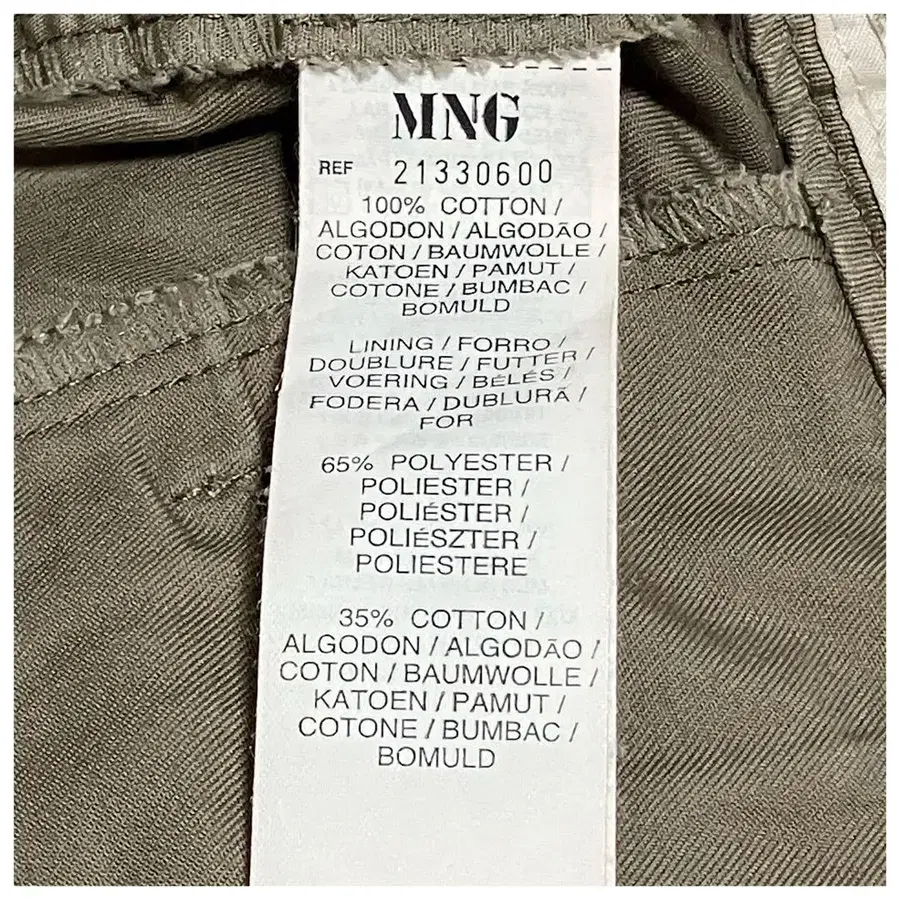 MNG
REF 21330600
100% COTTON /
ALGODON / ALGODÃO /
COTON / BAUMWOLLE /
KATOEN / PAMUT /
COTONE / BUMBAC /
BOMULD
LINING / FORRO /
DOUBLURE / FUTTER /
VOERING / BÉLÉS /
FODERA / DUBLURĂ /
FOR
65% POLYESTER /
POLIESTER /
POLIÉSTER /
POLIÉSZTER /
POLIESTERE
35% COTTON /
ALGODON / ALGODÃO /
COTON / BAUMWOLLE /
KATOEN / PAMUT /
COTONE / BUMBAC /
BOMULD